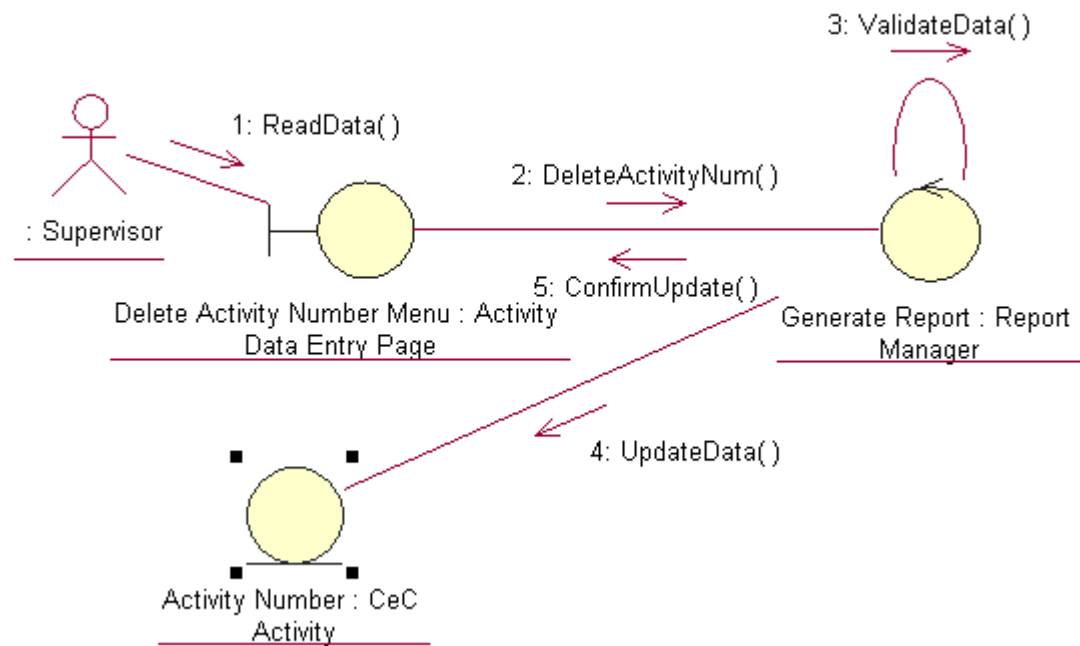 3: ValidateData( )
1: ReadData( )
2: DeleteActivityNum( )
: Supervisor
5: ConfirmUpdate( )
Delete Activity Number Menu : Activity
Data Entry Page
Generate Report : Report
Manager
4: UpdateData( )
Activity Number : CeC
Activity